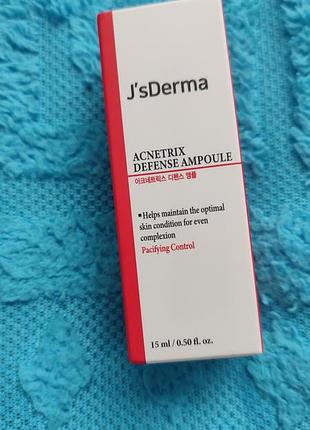 J'sDerma
ACNETRIX
DEFENSE AMPOULE
아크네트릭스 디펜스 앰플
▪Helps maintain the optimal
skin condition for even
complexion
Pacifying Control
15 ml / 0.50 fl. oz.